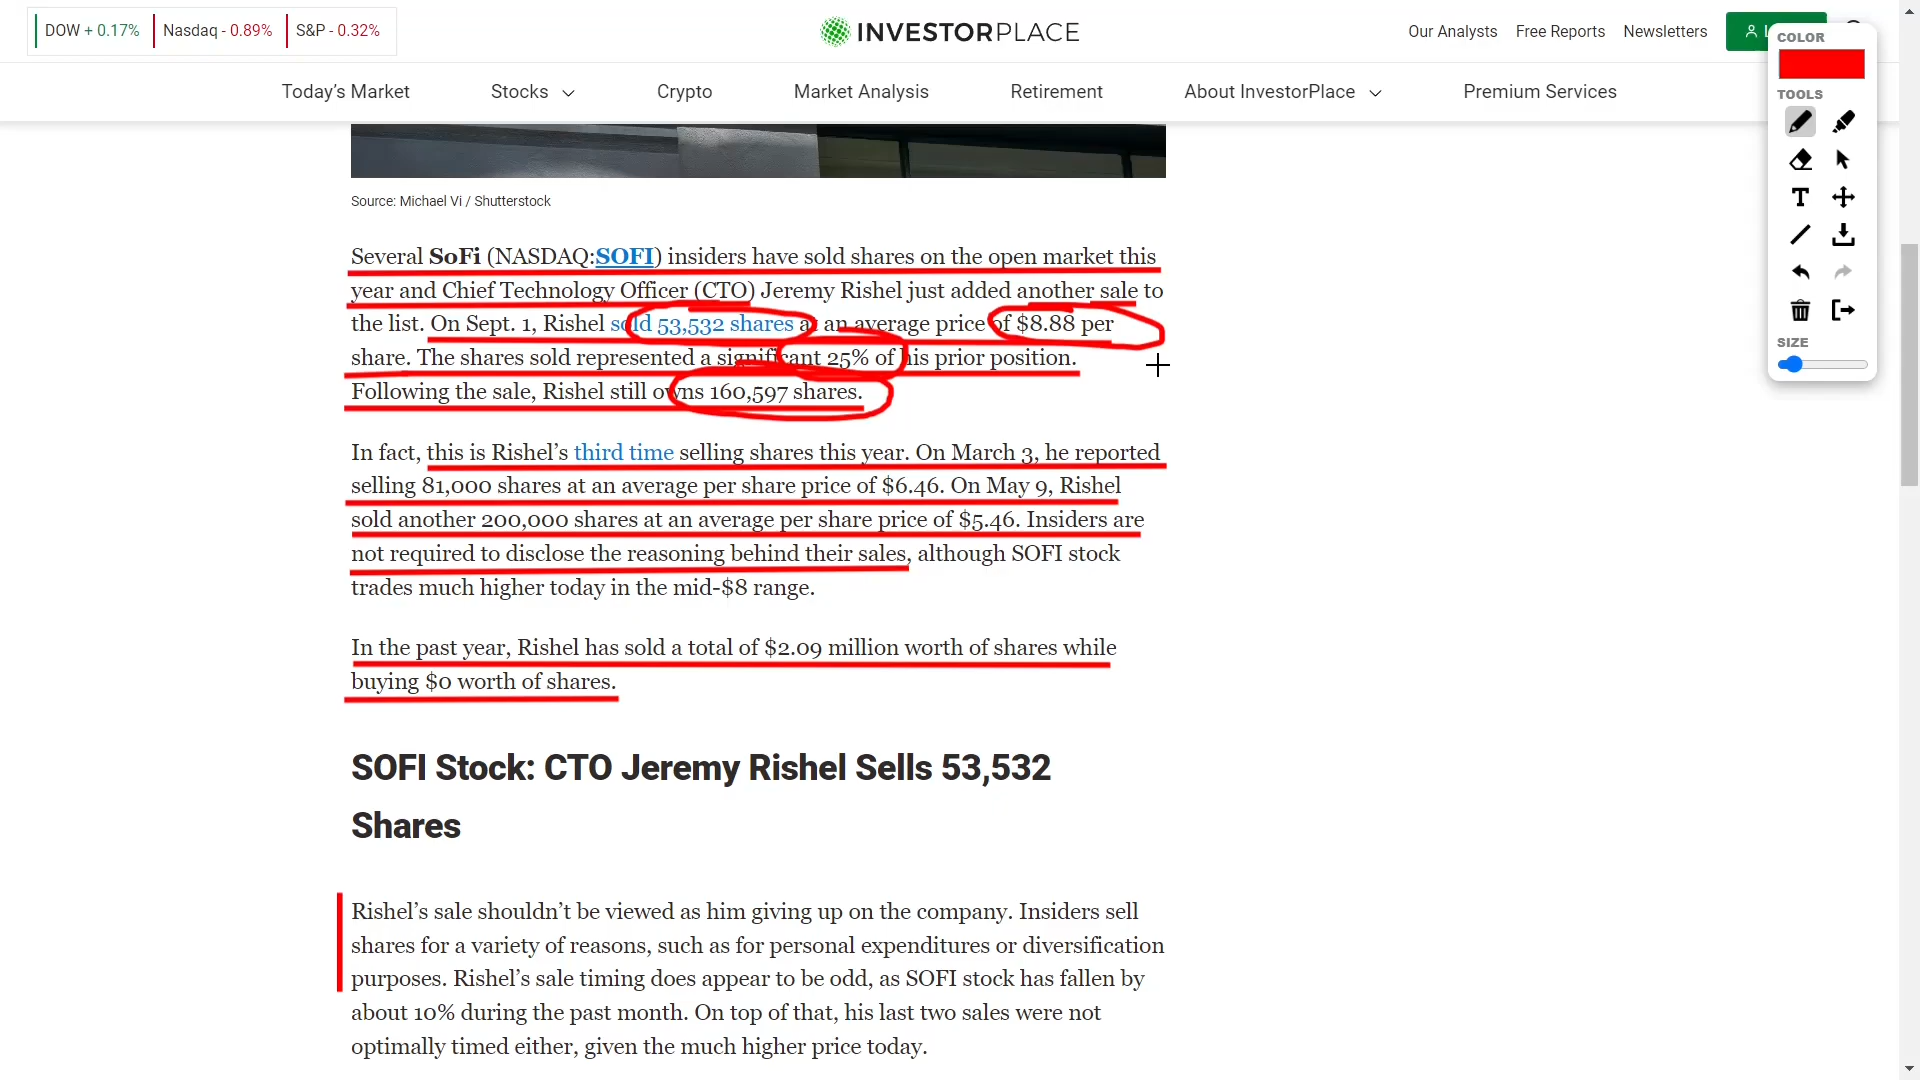 DOW + 0.17% Nasdaq - 0.89% S&P - 0.32%
INVESTORPLACE
Our Analysts Free Reports Newsletters
COLOR
Today’s Market Stocks Crypto Market Analysis Retirement About InvestorPlace Premium Services
TOOLS
SIZE
Source: Michael Vi / Shutterstock
Several SoFi (NASDAQ:SOFI) insiders have sold shares on the open market this
year and Chief Technology Officer (CTO) Jeremy Rishel just added another sale to
the list. On Sept. 1, Rishel sold 53,532 shares at an average price of $8.88 per
share. The shares sold represented a significant 25% of his prior position.
Following the sale, Rishel still owns 160,597 shares.
In fact, this is Rishel’s third time selling shares this year. On March 3, he reported
selling 81,000 shares at an average per share price of $6.46. On May 9, Rishel
sold another 200,000 shares at an average per share price of $5.46. Insiders are
not required to disclose the reasoning behind their sales, although SOFI stock
trades much higher today in the mid-$8 range.
In the past year, Rishel has sold a total of $2.09 million worth of shares while
buying $0 worth of shares.
SOFI Stock: CTO Jeremy Rishel Sells 53,532
Shares
Rishel’s sale shouldn’t be viewed as him giving up on the company. Insiders sell
shares for a variety of reasons, such as for personal expenditures or diversification
purposes. Rishel’s sale timing does appear to be odd, as SOFI stock has fallen by
about 10% during the past month. On top of that, his last two sales were not
optimally timed either, given the much higher price today.